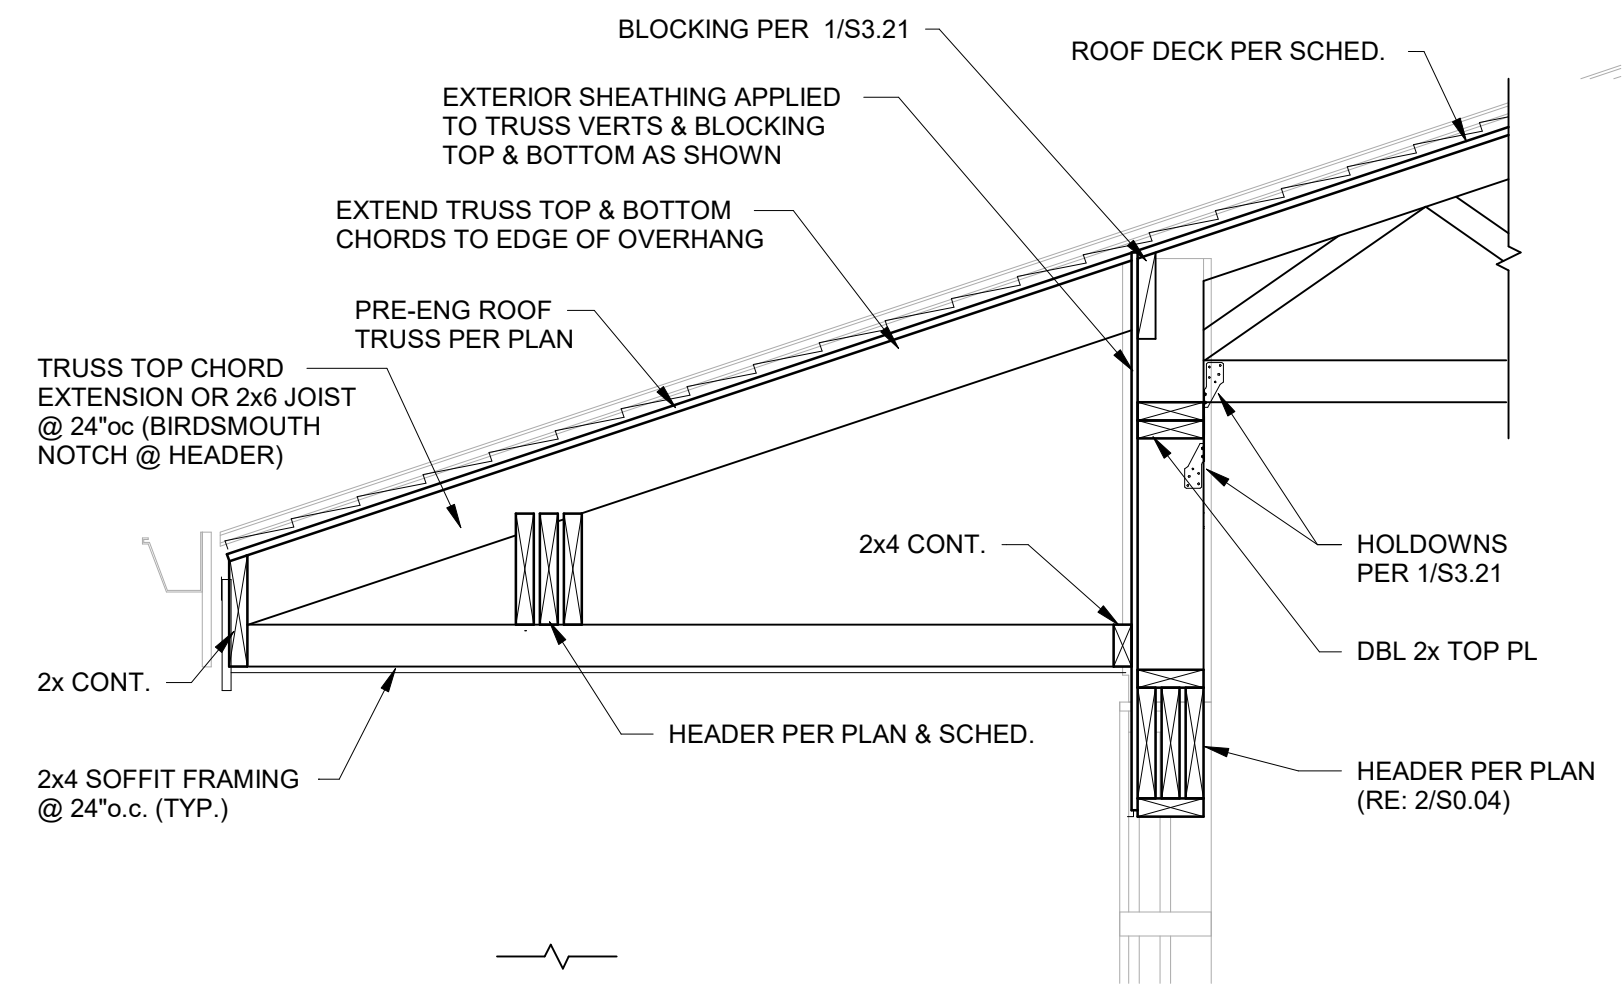 BLOCKING PER 1/S3.21
ROOF DECK PER SCHED.
EXTERIOR SHEATHING APPLIED
TO TRUSS VERTS & BLOCKING
TOP & BOTTOM AS SHOWN
EXTEND TRUSS TOP & BOTTOM
CHORDS TO EDGE OF OVERHANG
PRE-ENG ROOF
TRUSS PER PLAN
TRUSS TOP CHORD
EXTENSION OR 2x6 JOIST
@ 24"oc (BIRDSMOUTH
NOTCH @ HEADER)
2x4 CONT.
HOLDOWNS
PER 1/S3.21
DBL 2x TOP PL
2x CONT.
HEADER PER PLAN & SCHED.
2x4 SOFFIT FRAMING
@ 24"o.c. (TYP.)
HEADER PER PLAN
(RE: 2/S0.04)